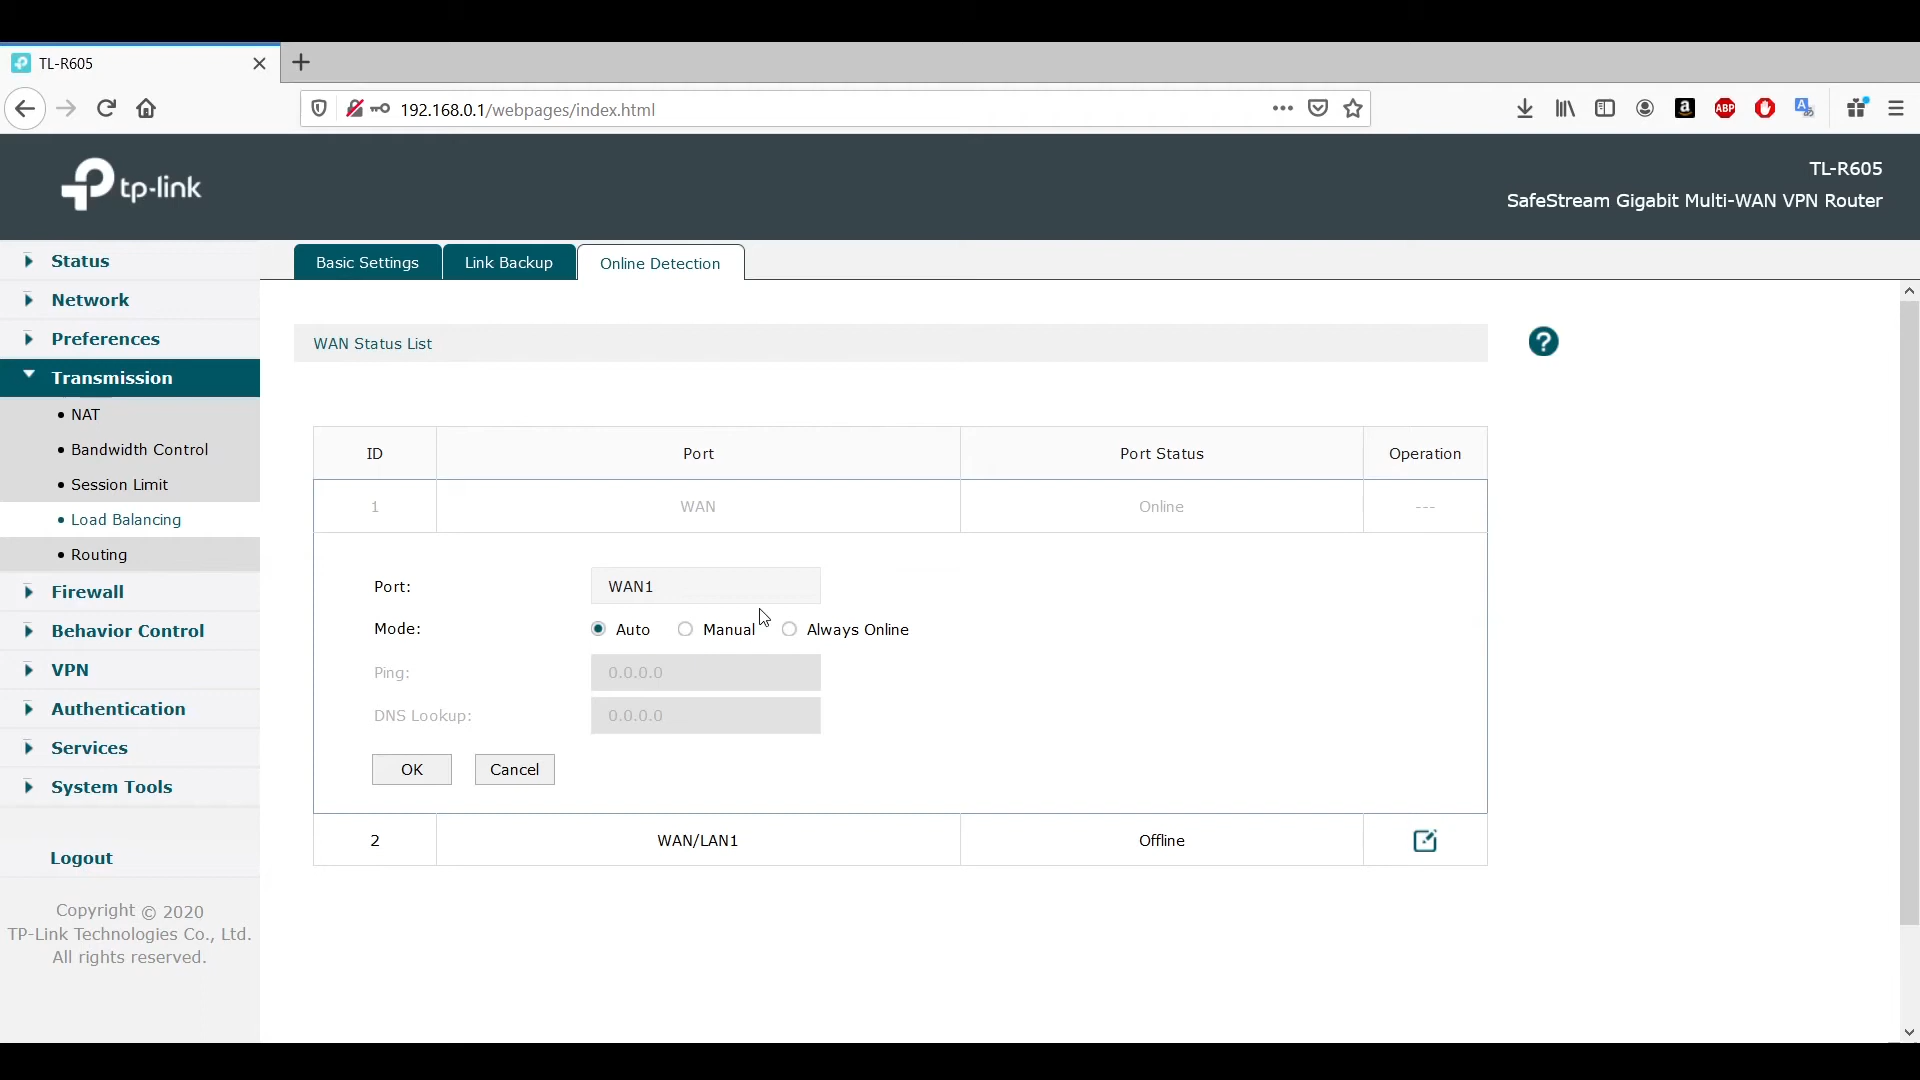 TL-R605
192.168.0.1/webpages/index.html
tp-link
TL-R605
SafeStream Gigabit Multi-WAN VPN Router
Status
Network
Preferences
Transmission
• NAT
• Bandwidth Control
• Session Limit
• Load Balancing
• Routing
Firewall
Behavior Control
VPN
Authentication
Services
System Tools
Logout
Copyright © 2020
TP-Link Technologies Co., Ltd.
All rights reserved.
Basic Settings Link Backup Online Detection
WAN Status List
?
ID Port Port Status Operation
1 WAN Online ---
Port: WAN1
Mode: Auto Manual Always Online
Ping: 0.0.0.0
DNS Lookup: 0.0.0.0
OK Cancel
2 WAN/LAN1 Offline